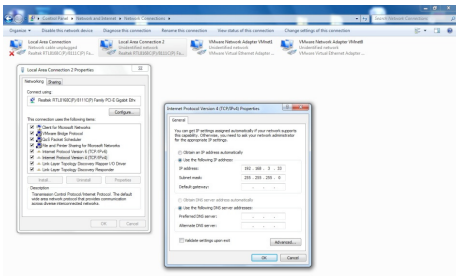 Control Panel ▸ Network and Internet ▸ Network Connections ▸
Search Network Connections
Organize ▾ Disable this network device Diagnose this connection Rename this connection View status of this connection Change settings of this connection
Local Area Connection
Network cable unplugged
Realtek RTL8168C(P)/8111C(P) Fa...
Local Area Connection 2
Unidentified network
Realtek RTL8168C(P)/8111C(P) Fa...
VMware Network Adapter VMnet1
Unidentified network
VMware Virtual Ethernet Adapter ...
VMware Network Adapter VMnet8
Unidentified network
VMware Virtual Ethernet Adapter ...
Local Area Connection 2 Properties
Networking Sharing
Connect using:
Realtek RTL8168C(P)/8111C(P) Family PCI-E Gigabit Ethe
Configure...
This connection uses the following items:
Client for Microsoft Networks
VMware Bridge Protocol
QoS Packet Scheduler
File and Printer Sharing for Microsoft Networks
Internet Protocol Version 6 (TCP/IPv6)
Internet Protocol Version 4 (TCP/IPv4)
Link-Layer Topology Discovery Mapper I/O Driver
Link-Layer Topology Discovery Responder
Install... Uninstall Properties
Description
Transmission Control Protocol/Internet Protocol. The default
wide area network protocol that provides communication
across diverse interconnected networks.
OK Cancel
Internet Protocol Version 4 (TCP/IPv4) Properties
General
You can get IP settings assigned automatically if your network supports
this capability. Otherwise, you need to ask your network administrator
for the appropriate IP settings.
Obtain an IP address automatically
Use the following IP address:
IP address: 192 . 168 . 3 . 33
Subnet mask: 255 . 255 . 255 . 0
Default gateway: . . .
Obtain DNS server address automatically
Use the following DNS server addresses:
Preferred DNS server: . . .
Alternate DNS server: . . .
Validate settings upon exit
Advanced...
OK Cancel